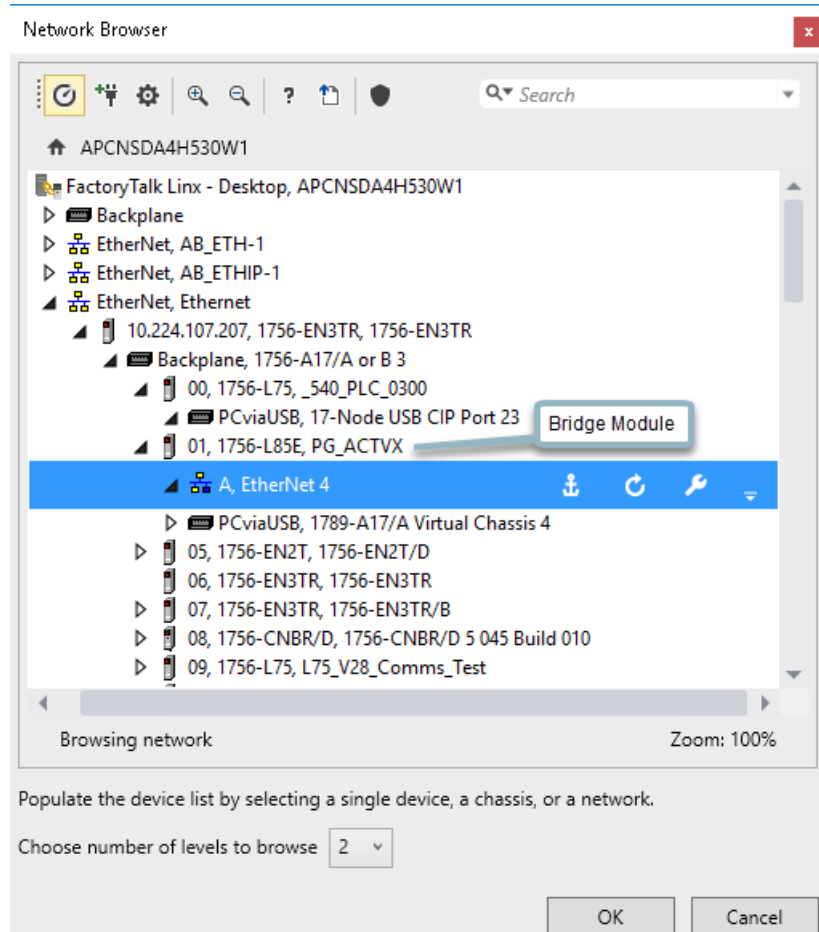 Network Browser
x
? Search
APCNSDA4H530W1
FactoryTalk Linx - Desktop, APCNSDA4H530W1
Backplane
EtherNet, AB_ETH-1
EtherNet, AB_ETHIP-1
EtherNet, Ethernet
10.224.107.207, 1756-EN3TR, 1756-EN3TR
Backplane, 1756-A17/A or B 3
00, 1756-L75, _540_PLC_0300
PCviaUSB, 17-Node USB CIP Port 23
Bridge Module
01, 1756-L85E, PG_ACTVX
A, EtherNet 4
PCviaUSB, 1789-A17/A Virtual Chassis 4
05, 1756-EN2T, 1756-EN2T/D
06, 1756-EN3TR, 1756-EN3TR
07, 1756-EN3TR, 1756-EN3TR/B
08, 1756-CNBR/D, 1756-CNBR/D 5 045 Build 010
09, 1756-L75, L75_V28_Comms_Test
Browsing network Zoom: 100%
Populate the device list by selecting a single device, a chassis, or a network.
Choose number of levels to browse 2
OK Cancel